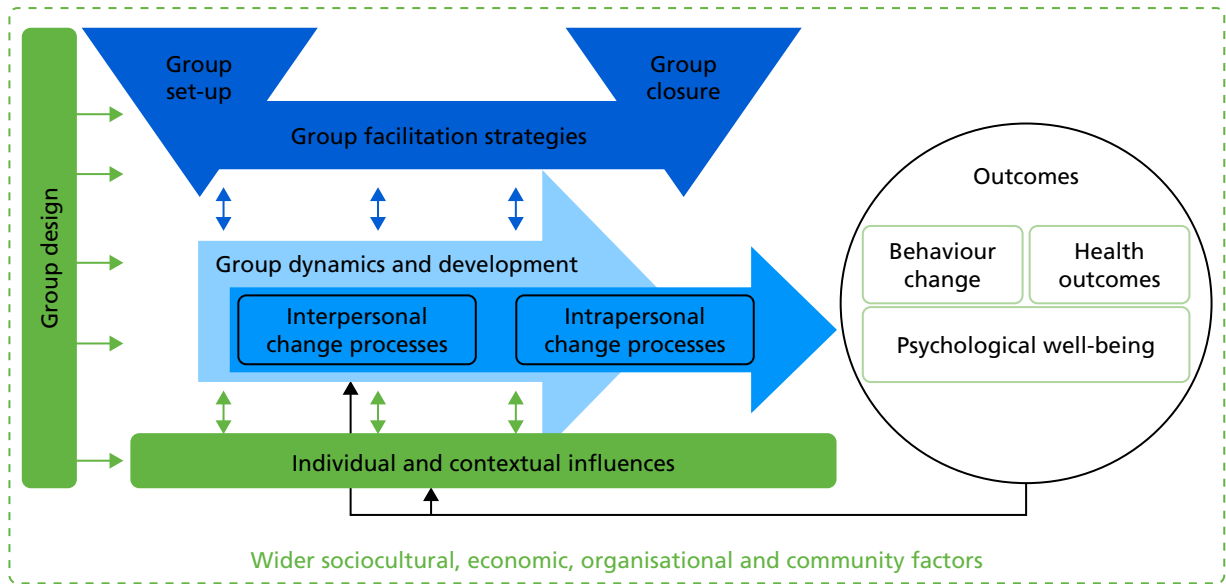 Group design
Group
set-up
Group
closure
Group facilitation strategies
Group dynamics and development
Interpersonal
change processes
Intrapersonal
change processes
Individual and contextual influences
Outcomes
Behaviour
change
Health
outcomes
Psychological well-being
Wider sociocultural, economic, organisational and community factors